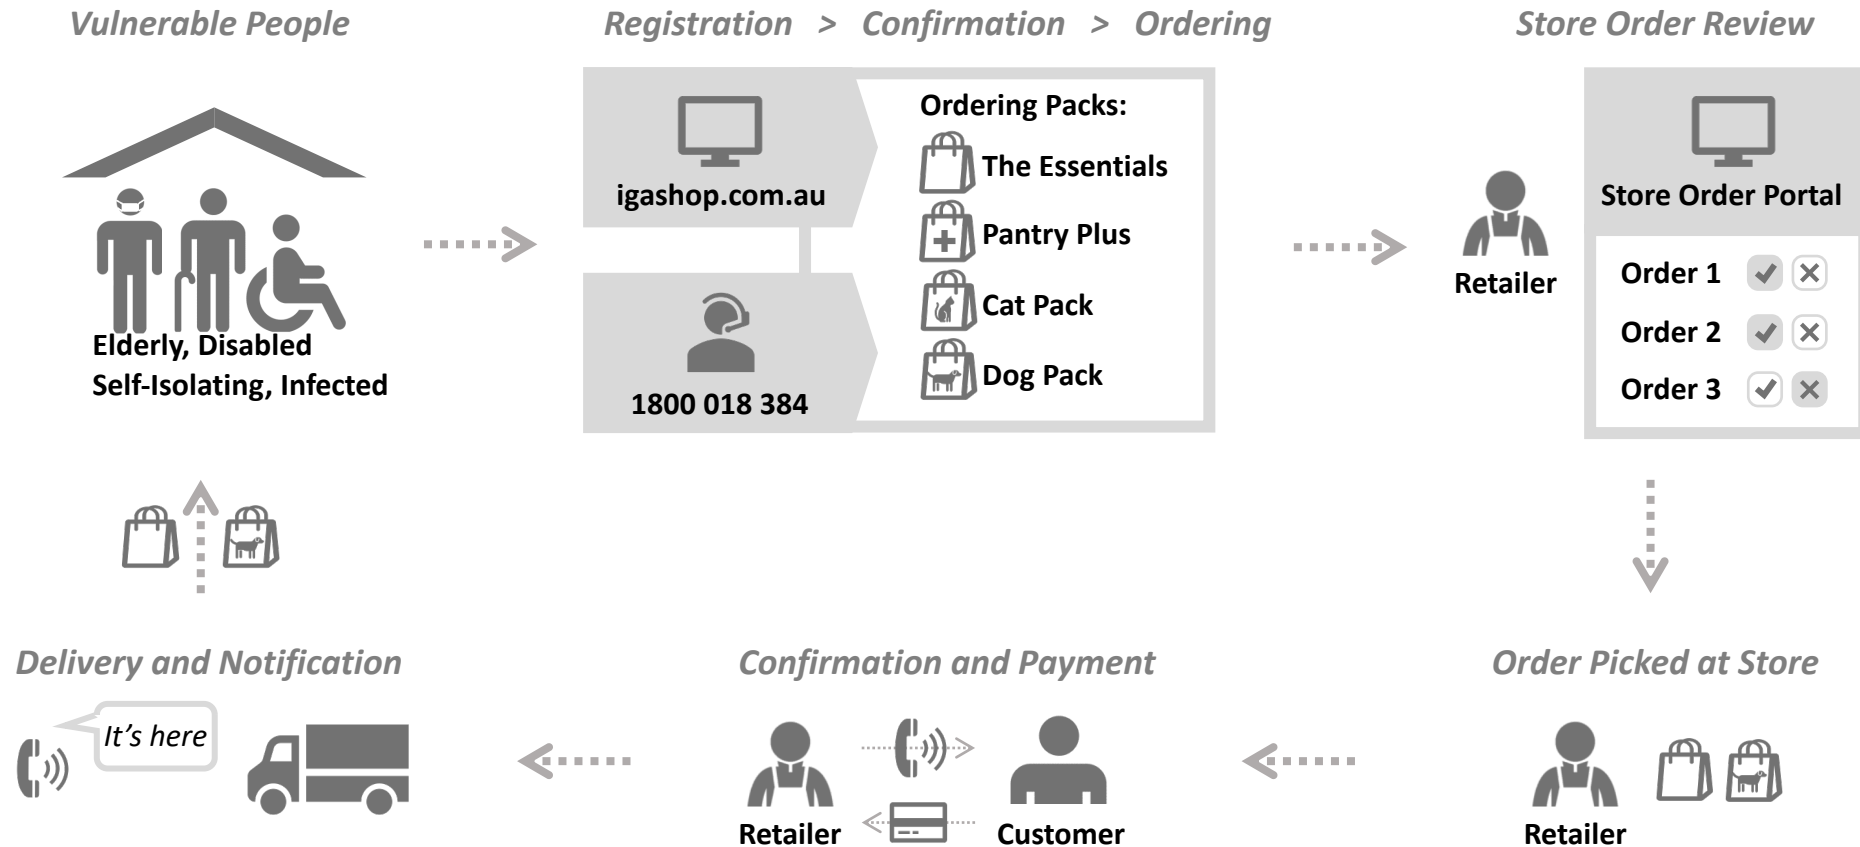 Vulnerable People
Registration > Confirmation > Ordering
Store Order Review
Elderly, Disabled
Self-Isolating, Infected
igashop.com.au
1800 018 384
Ordering Packs:
The Essentials
Pantry Plus
Cat Pack
Dog Pack
Retailer
Store Order Portal
Order 1
Order 2
Order 3
Delivery and Notification
Confirmation and Payment
Order Picked at Store
It's here
Retailer
Customer
Retailer